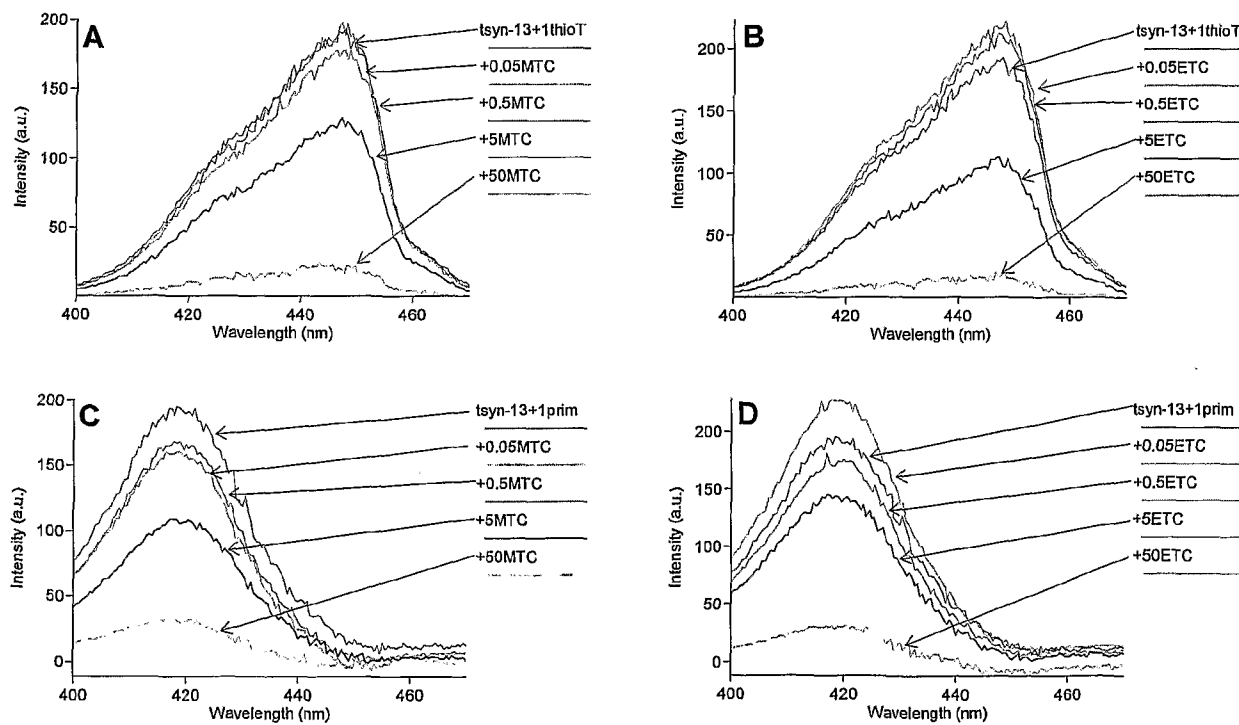 A
200
150
100
50
Intensity (a.u.)
400
420
440
460
Wavelength (nm)
tsyn-13+1thioT
+0.05MTC
+0.5MTC
+5MTC
+50MTC
B
200
150
100
50
Intensity (a.u.)
400
420
440
460
Wavelength (nm)
tsyn-13+1thioT
+0.05ETC
+0.5ETC
+5ETC
+50ETC
C
200
150
100
50
0
Intensity (a.u.)
400
420
440
460
Wavelength (nm)
tsyn-13+1prim
+0.05MTC
+0.5MTC
+5MTC
+50MTC
D
200
150
100
50
0
Intensity (a.u.)
400
420
440
460
Wavelength (nm)
tsyn-13+1prim
+0.05ETC
+0.5ETC
+5ETC
+50ETC